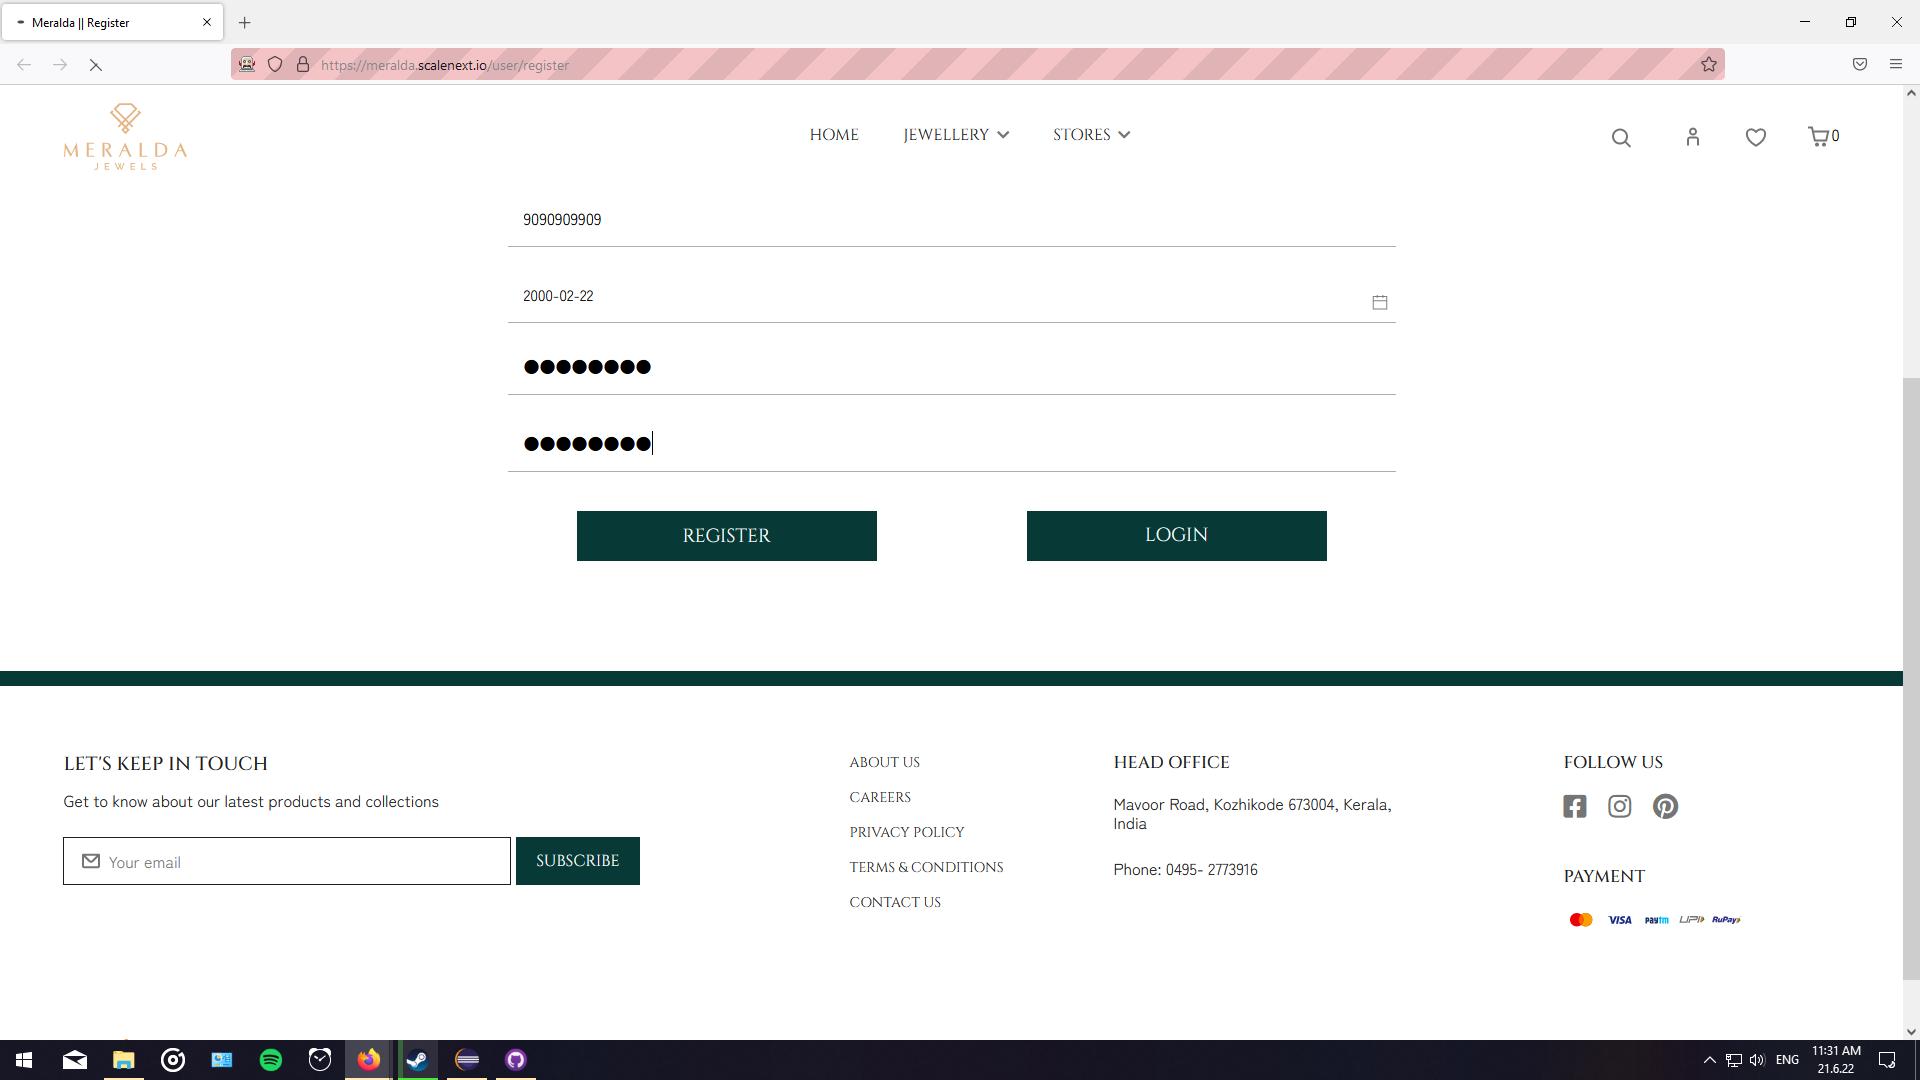 Meralda || Register
https://meralda.scalenext.io/user/register
MERALDA
JEWELS
HOME
JEWELLERY
STORES
0
9090909909
2000-02-22
REGISTER
LOGIN
LET'S KEEP IN TOUCH
Get to know about our latest products and collections
Your email
SUBSCRIBE
ABOUT US
CAREERS
PRIVACY POLICY
TERMS & CONDITIONS
CONTACT US
HEAD OFFICE
Mavoor Road, Kozhikode 673004, Kerala,
India
Phone: 0495- 2773916
FOLLOW US
PAYMENT
VISA
Paytm
UPI
RuPay
ENG
11:31 AM
21.6.22